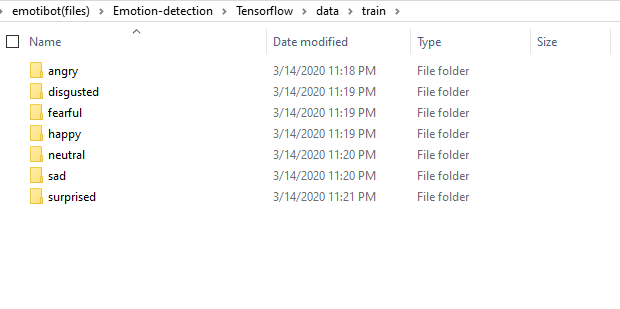 emotibot(files) > Emotion-detection > Tensorflow > data > train >
Name Date modified Type Size
angry 3/14/2020 11:18 PM File folder
disgusted 3/14/2020 11:19 PM File folder
fearful 3/14/2020 11:19 PM File folder
happy 3/14/2020 11:19 PM File folder
neutral 3/14/2020 11:20 PM File folder
sad 3/14/2020 11:20 PM File folder
surprised 3/14/2020 11:21 PM File folder